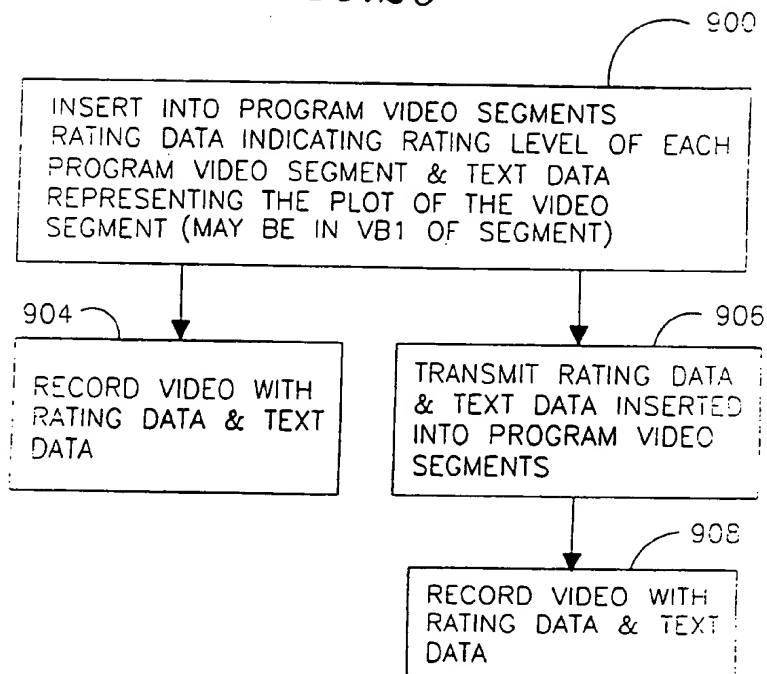 900
INSERT INTO PROGRAM VIDEO SEGMENTS
RATING DATA INDICATING RATING LEVEL OF EACH
PROGRAM VIDEO SEGMENT & TEXT DATA
REPRESENTING THE PLOT OF THE VIDEO
SEGMENT (MAY BE IN VB1 OF SEGMENT)
904
906
RECORD VIDEO WITH
RATING DATA & TEXT
DATA
TRANSMIT RATING DATA
& TEXT DATA INSERTED
INTO PROGRAM VIDEO
SEGMENTS
908
RECORD VIDEO WITH
RATING DATA & TEXT
DATA